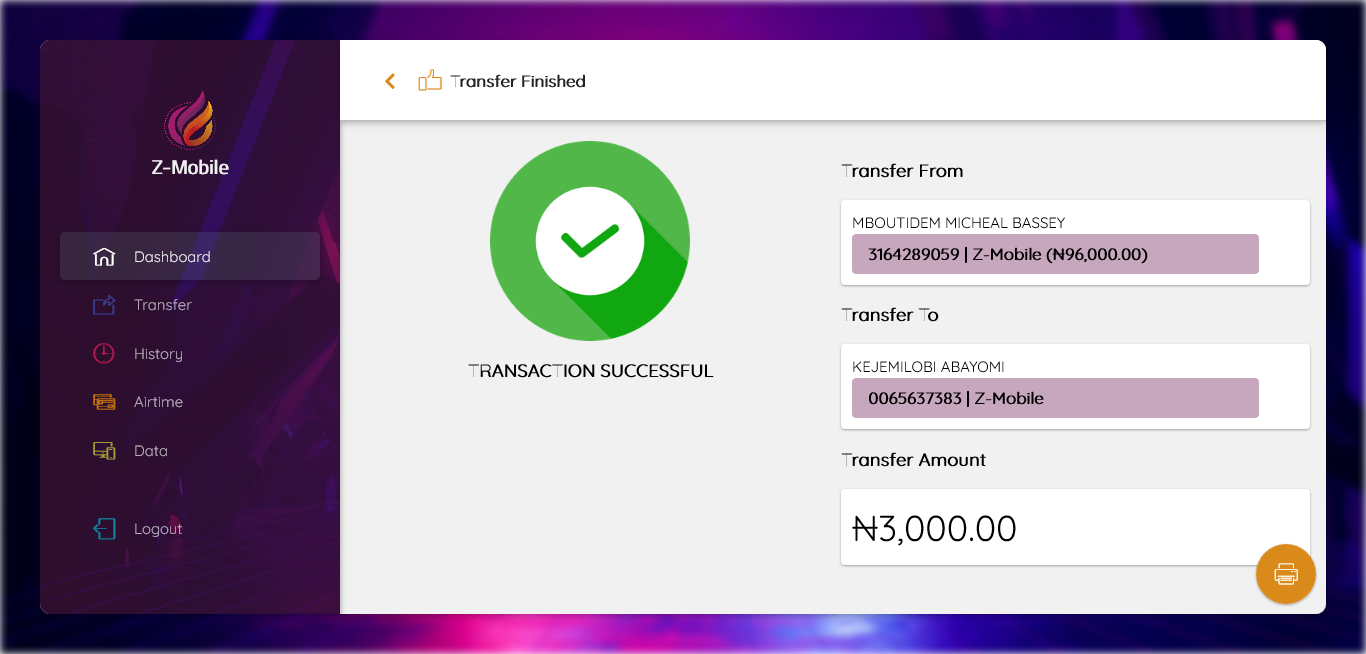 Z-Mobile
Dashboard
Transfer
History
Airtime
Data
Logout
Transfer Finished
TRANSACTION SUCCESSFUL
Transfer From
MBOUTIDEM MICHEAL BASSEY
3164289059 | Z-Mobile (₦96,000.00)
Transfer To
KEJEMILOBI ABAYOMI
0065637383 | Z-Mobile
Transfer Amount
₦3,000.00